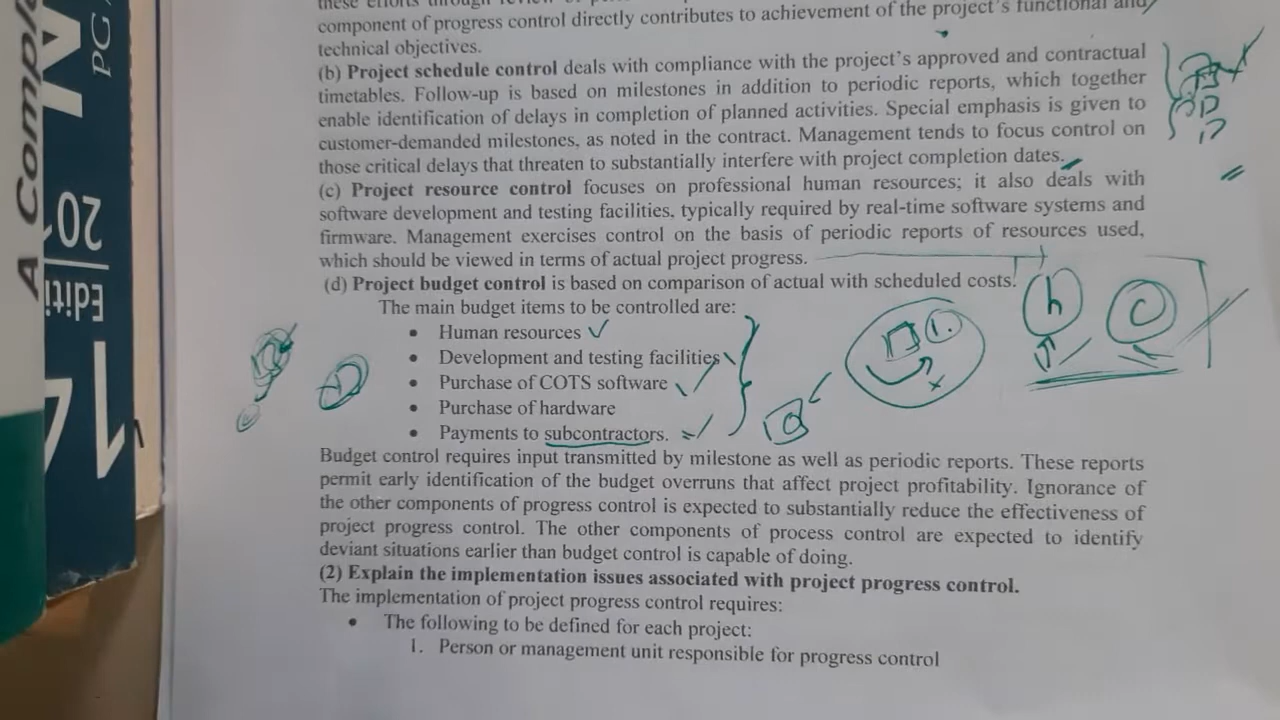 component of progress control directly contributes to achievement of the project's functional and
technical objectives.
(b) Project schedule control deals with compliance with the project's approved and contractual
timetables. Follow-up is based on milestones in addition to periodic reports, which together
enable identification of delays in completion of planned activities. Special emphasis is given to
customer-demanded milestones, as noted in the contract. Management tends to focus control on
those critical delays that threaten to substantially interfere with project completion dates.
(c) Project resource control focuses on professional human resources; it also deals with
software development and testing facilities, typically required by real-time software systems and
firmware. Management exercises control on the basis of periodic reports of resources used,
which should be viewed in terms of actual project progress.
(d) Project budget control is based on comparison of actual with scheduled costs.
The main budget items to be controlled are:
• Human resources
• Development and testing facilities
• Purchase of COTS software
• Purchase of hardware
• Payments to subcontractors.
Budget control requires input transmitted by milestone as well as periodic reports. These reports
permit early identification of the budget overruns that affect project profitability. Ignorance of
the other components of progress control is expected to substantially reduce the effectiveness of
project progress control. The other components of process control are expected to identify
deviant situations earlier than budget control is capable of doing.
(2) Explain the implementation issues associated with project progress control.
The implementation of project progress control requires:
• The following to be defined for each project:
1. Person or management unit responsible for progress control
h
C
A
PG
Editi